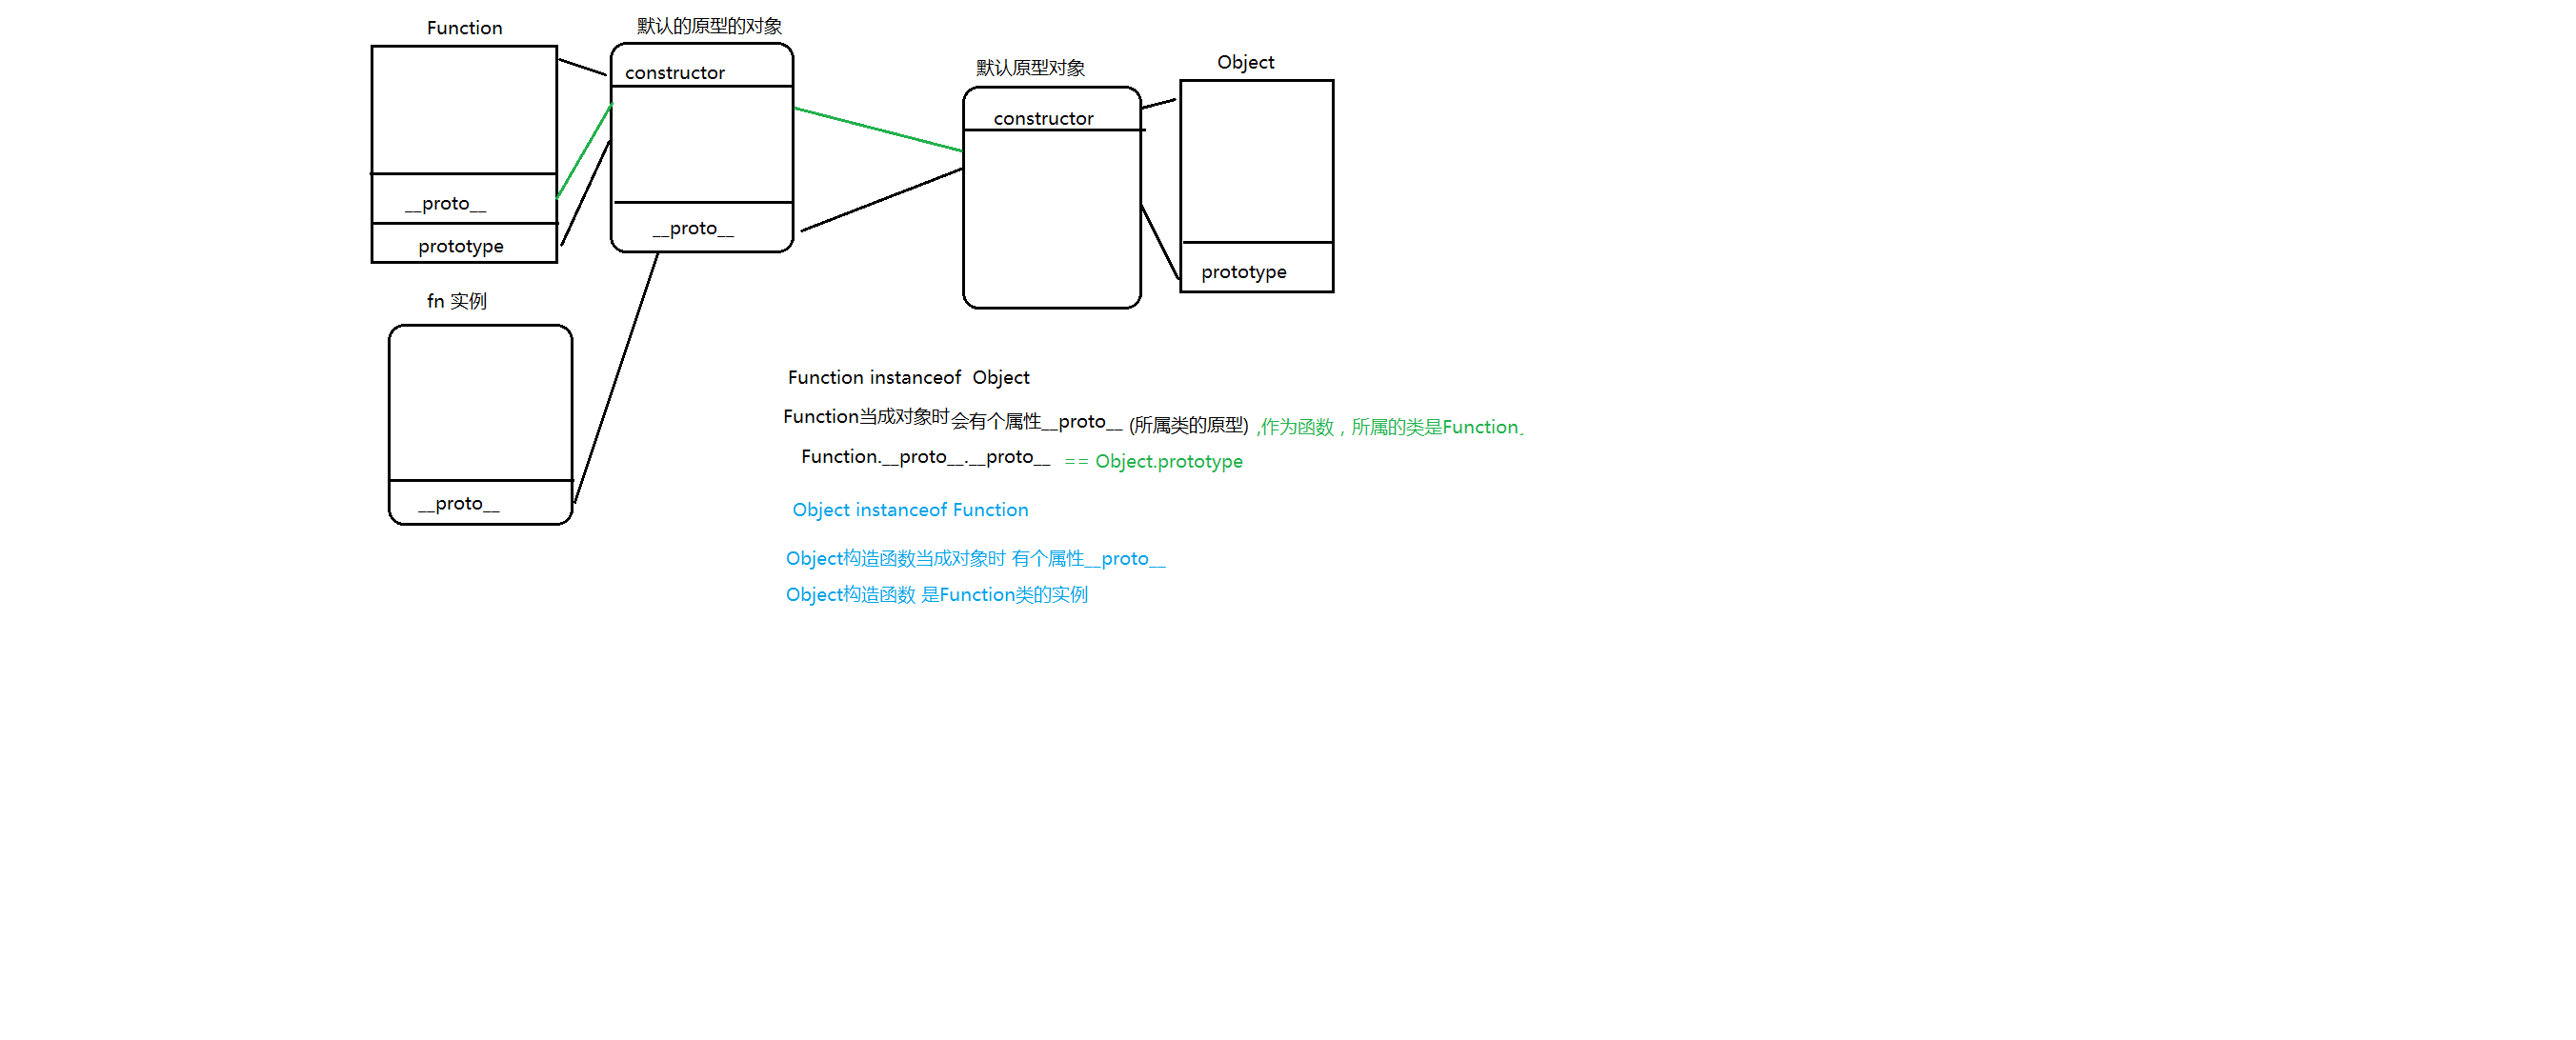 Function
默认的原型的对象
constructor
__proto__
prototype
__proto__
默认原型对象
constructor
Object
prototype
fn 实例
__proto__
Function instanceof  Object
Function当成对象时会有个属性__proto__ (所属类的原型) ,作为函数，所属的类是Function。
Function.__proto__.__proto__ == Object.prototype
Object instanceof Function
Object构造函数当成对象时 有个属性__proto__
Object构造函数 是Function类的实例